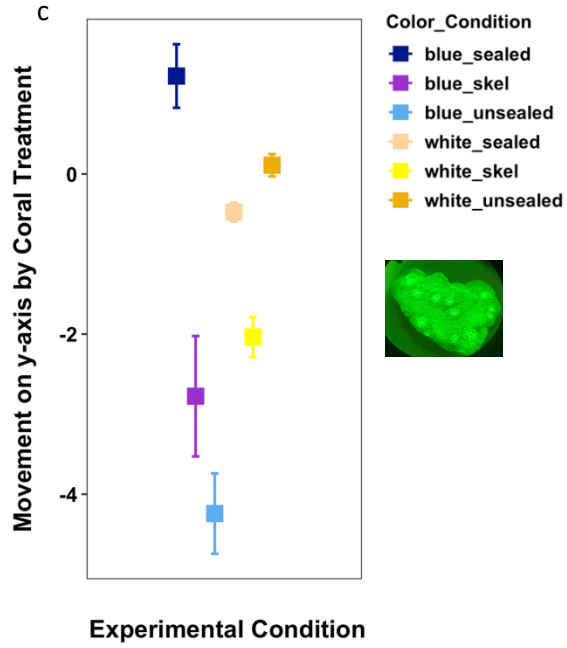 C
Color_Condition
blue_sealed
blue_skel
blue_unsealed
white_sealed
white_skel
white_unsealed
Movement on y-axis by Coral Treatment
0
-2
-4
Experimental Condition